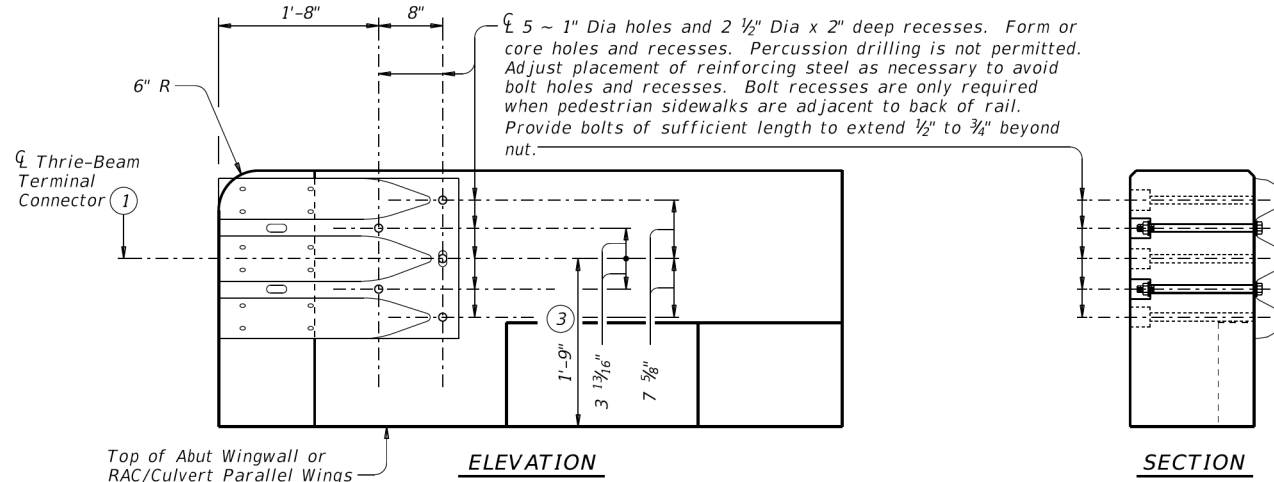 1'-8"
8"
℄ 5 ~ 1" Dia holes and 2 ½" Dia x 2" deep recesses. Form or
core holes and recesses. Percussion drilling is not permitted.
Adjust placement of reinforcing steel as necessary to avoid
bolt holes and recesses. Bolt recesses are only required
when pedestrian sidewalks are adjacent to back of rail.
Provide bolts of sufficient length to extend ½" to ¾" beyond
nut.
6" R
℄ Thrie-Beam
Terminal
Connector 1
3
1'-9"
3 13/16"
7 5/8"
Top of Abut Wingwall or
RAC/Culvert Parallel Wings
ELEVATION
SECTION